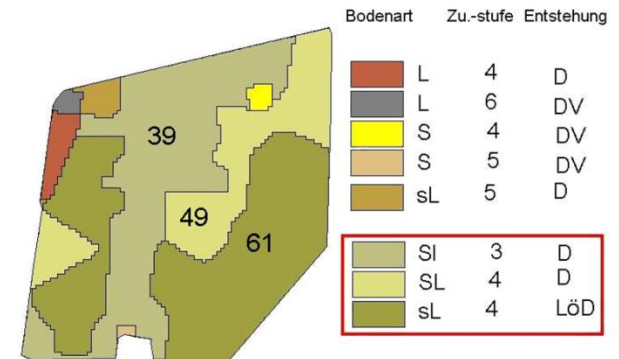 Bodenart Zu.-stufe Entstehung
L 4 D
L 6 DV
S 4 DV
S 5 DV
sL 5 D
Sl 3 D
SL 4 D
sL 4 LöD
39
49
61